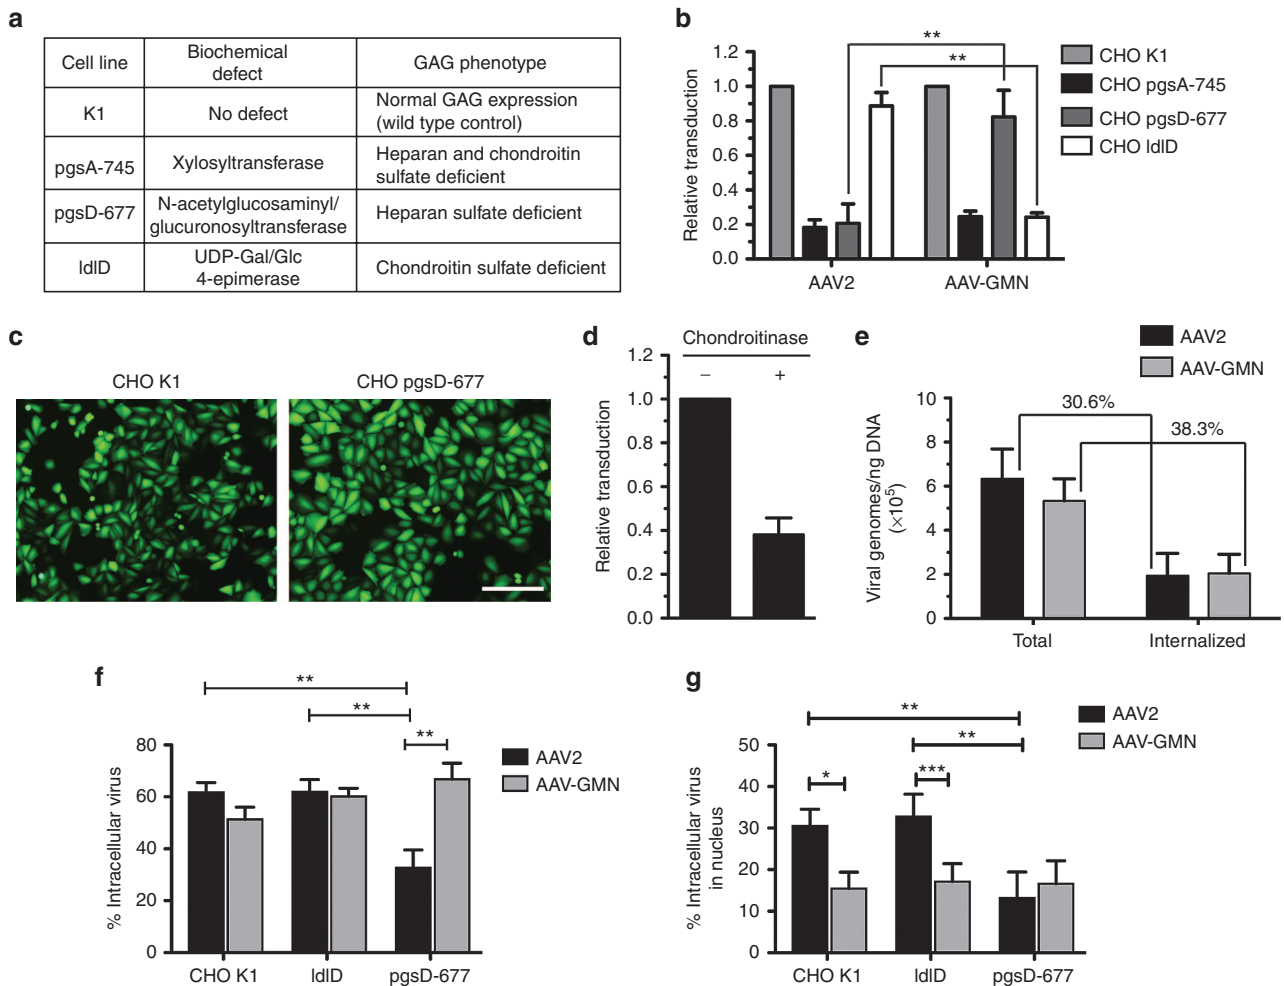 a
Cell line
Biochemical
defect
GAG phenotype
K1
No defect
Normal GAG expression
(wild type control)
pgsA-745
Xylosyltransferase
Heparan and chondroitin
sulfate deficient
pgsD-677
N-acetylglucosaminyl/
glucuronosyltransferase
Heparan sulfate deficient
ldlD
UDP-Gal/Glc
4-epimerase
Chondroitin sulfate deficient
b
Relative transduction
1.2
1.0
0.8
0.6
0.4
0.2
0.0
**
**
AAV2
AAV-GMN
CHO K1
CHO pgsA-745
CHO pgsD-677
CHO ldlD
c
CHO K1
CHO pgsD-677
d
Chondroitinase
– +
Relative transduction
1.2
1.0
0.8
0.6
0.4
0.2
0.0
e
AAV2
AAV-GMN
Viral genomes/ng DNA
(×10⁵)
10
8
6
4
2
0
30.6%
38.3%
Total
Internalized
f
% Intracellular virus
80
60
40
20
0
**
**
**
AAV2
AAV-GMN
CHO K1
ldlD
pgsD-677
g
% Intracellular virus
in nucleus
50
40
30
20
10
0
**
**
*
***
AAV2
AAV-GMN
CHO K1
ldlD
pgsD-677